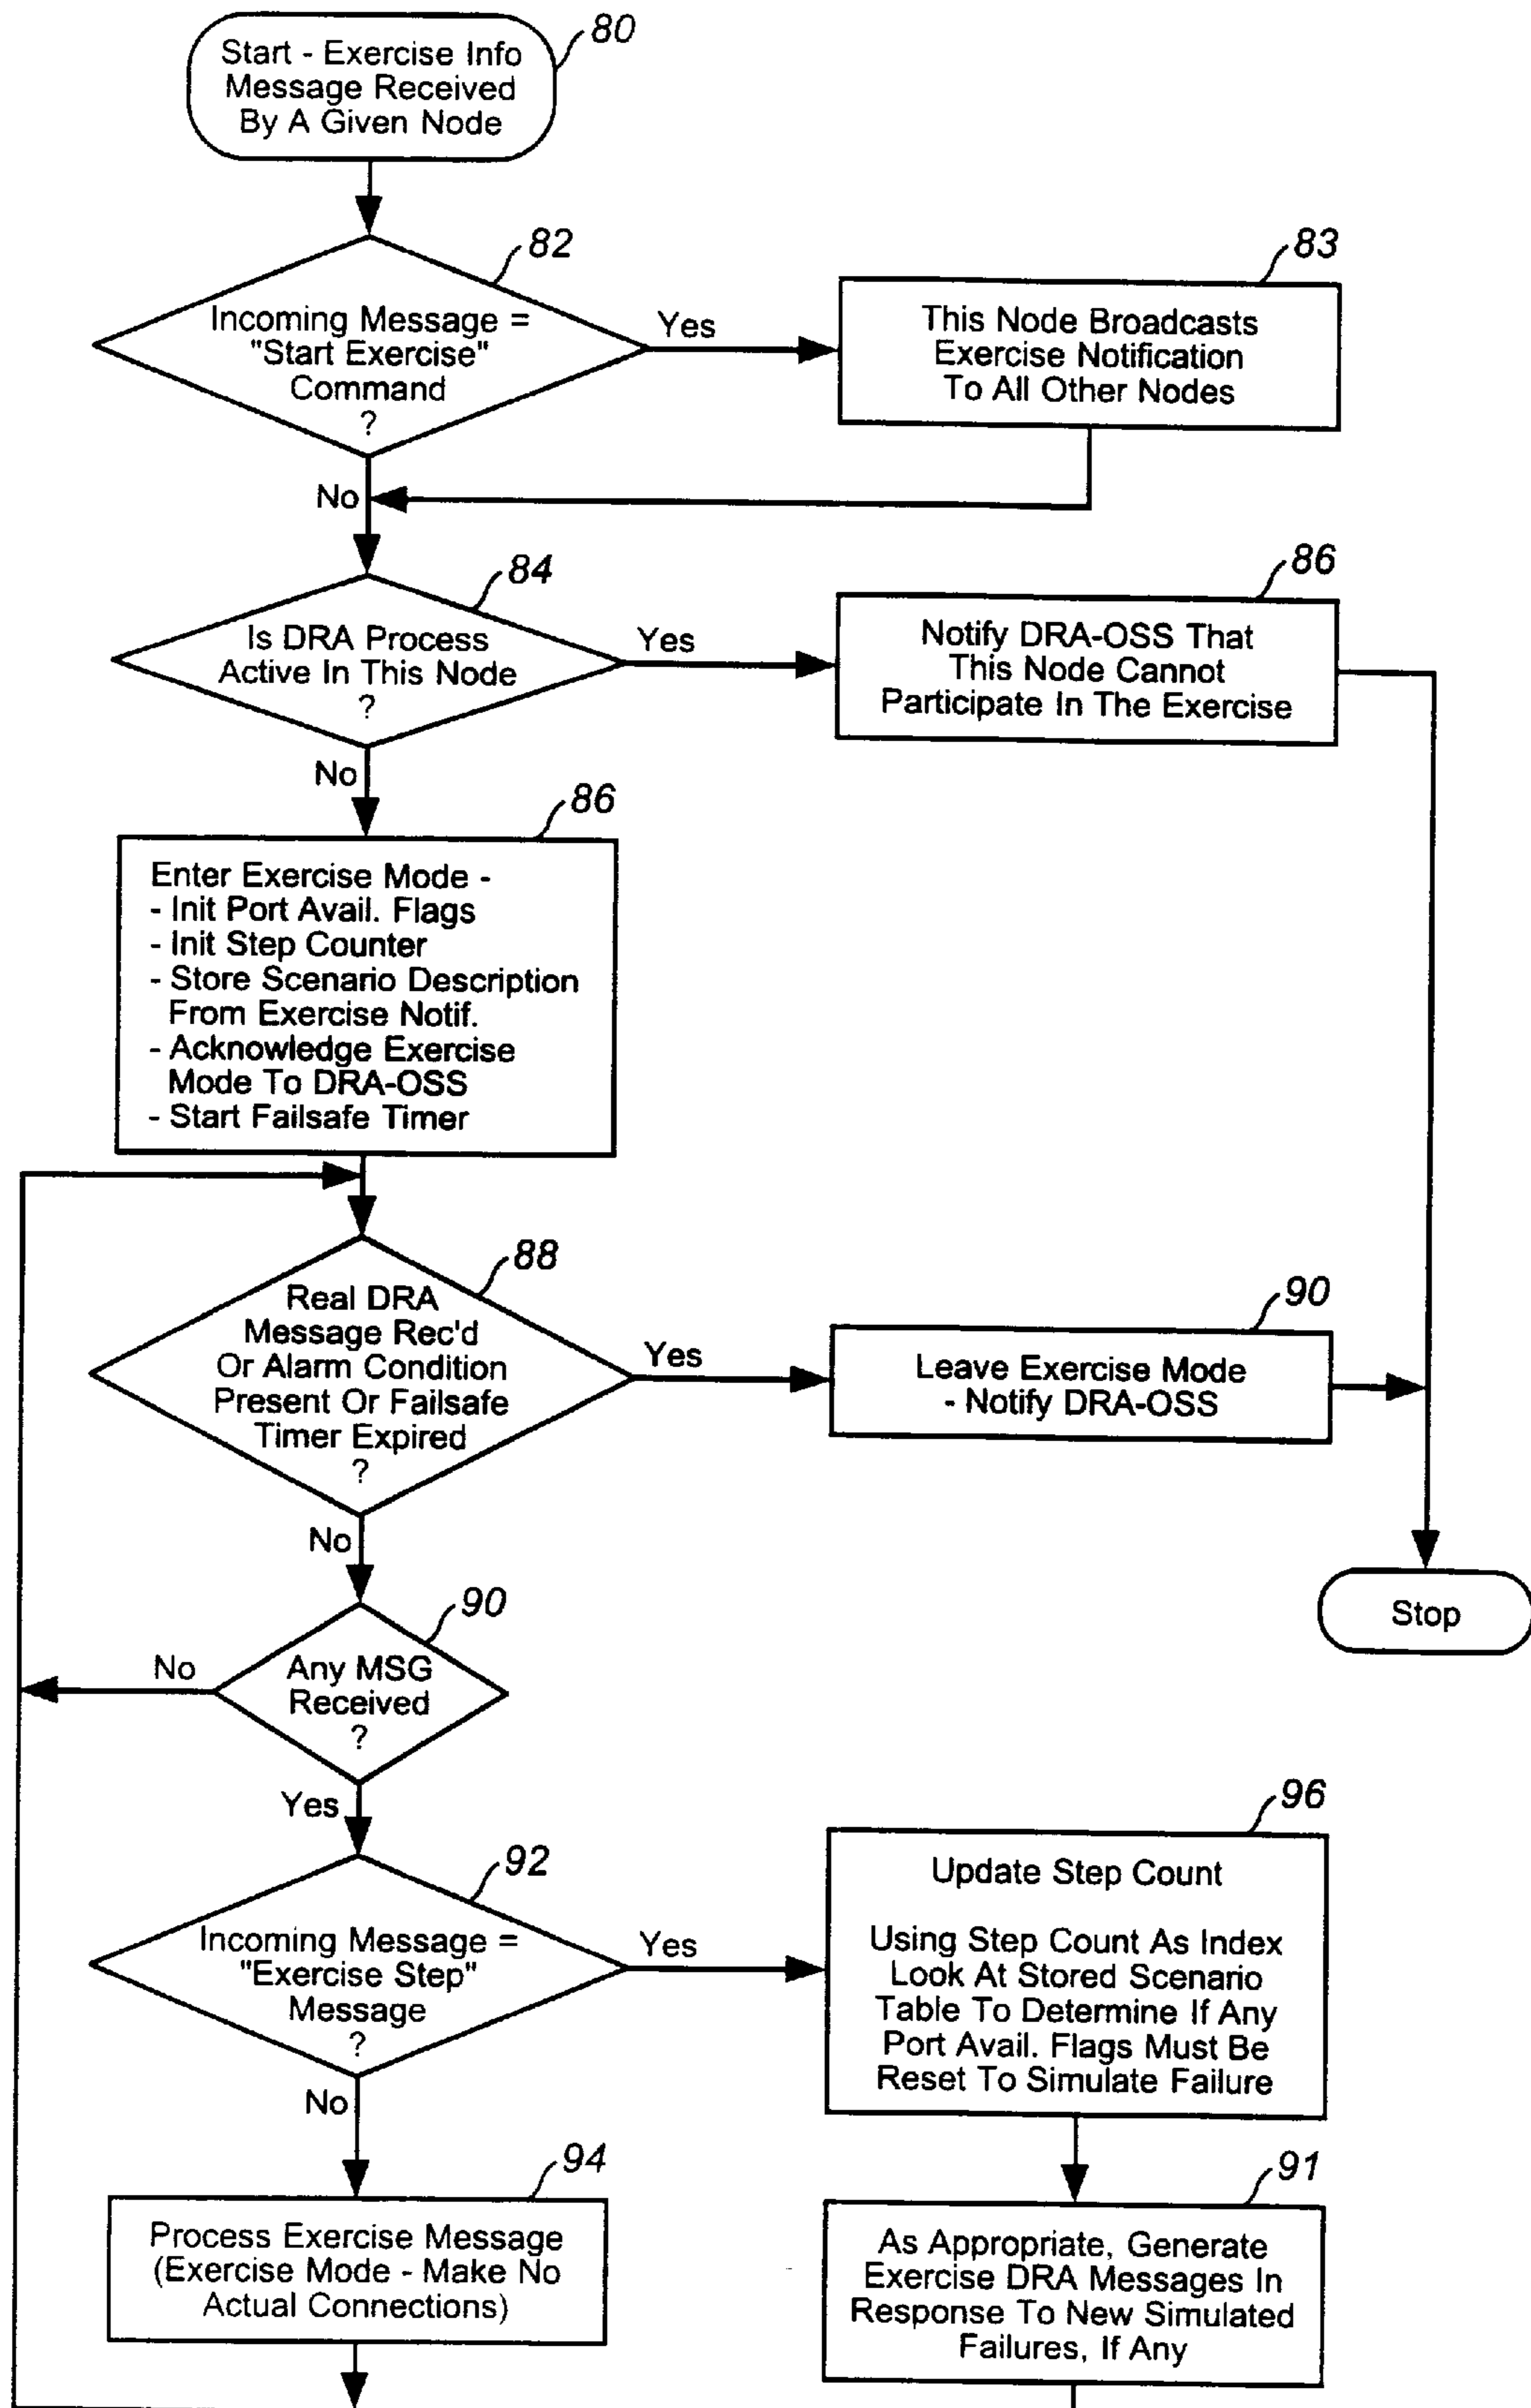 80
Start - Exercise Info
Message Received
By A Given Node
82
Incoming Message =
"Start Exercise"
Command
?
Yes
83
This Node Broadcasts
Exercise Notification
To All Other Nodes
No
84
Is DRA Process
Active In This Node
?
Yes
86
Notify DRA-OSS That
This Node Cannot
Participate In The Exercise
No
86
Enter Exercise Mode -
- Init Port Avail. Flags
- Init Step Counter
- Store Scenario Description
From Exercise Notif.
- Acknowledge Exercise
Mode To DRA-OSS
- Start Failsafe Timer
88
Real DRA
Message Rec'd
Or Alarm Condition
Present Or Failsafe
Timer Expired
?
Yes
90
Leave Exercise Mode
- Notify DRA-OSS
No
Stop
90
Any MSG
Received
?
No
Yes
92
Incoming Message =
"Exercise Step"
Message
?
Yes
96
Update Step Count
Using Step Count As Index
Look At Stored Scenario
Table To Determine If Any
Port Avail. Flags Must Be
Reset To Simulate Failure
No
94
Process Exercise Message
(Exercise Mode - Make No
Actual Connections)
91
As Appropriate, Generate
Exercise DRA Messages In
Response To New Simulated
Failures, If Any